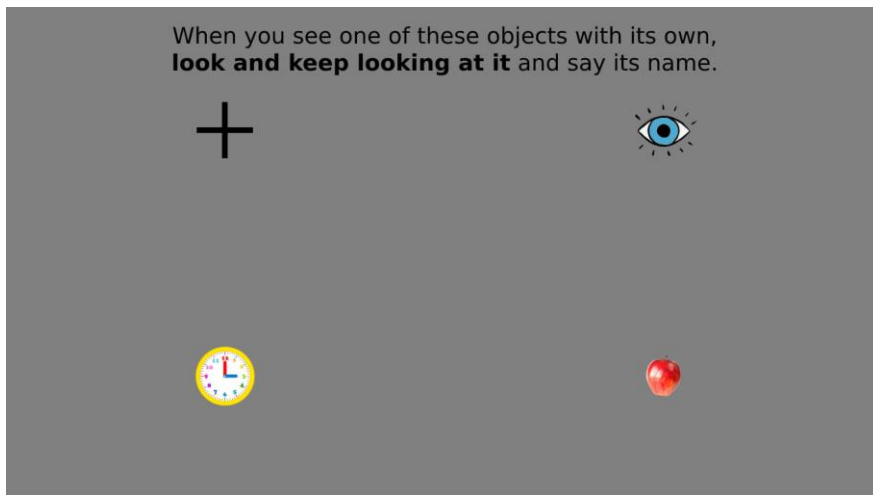 When you see one of these objects with its own,
look and keep looking at it and say its name.